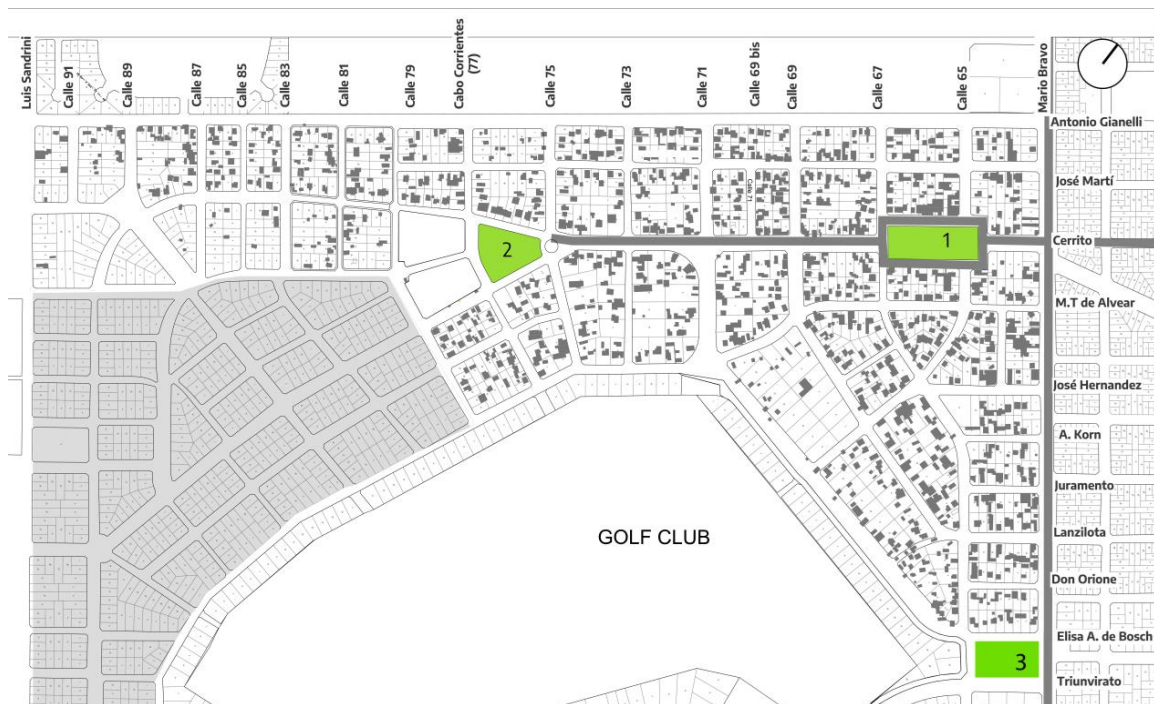 Luis Sandrini
Calle 91
Calle 89
Calle 87
Calle 85
Calle 83
Calle 81
Calle 79
Cabo Corrientes
(77)
Calle 75
Calle 73
Calle 71
Calle 69 bis
Calle 69
Calle 67
Calle 65
Mario Bravo
Antonio Gianelli
José Martí
Calle 71
Cerrito
1
2
M.T de Alvear
José Hernandez
A. Korn
Juramento
Lanzilota
GOLF CLUB
Don Orione
Elisa A. de Bosch
3
Triunvirato